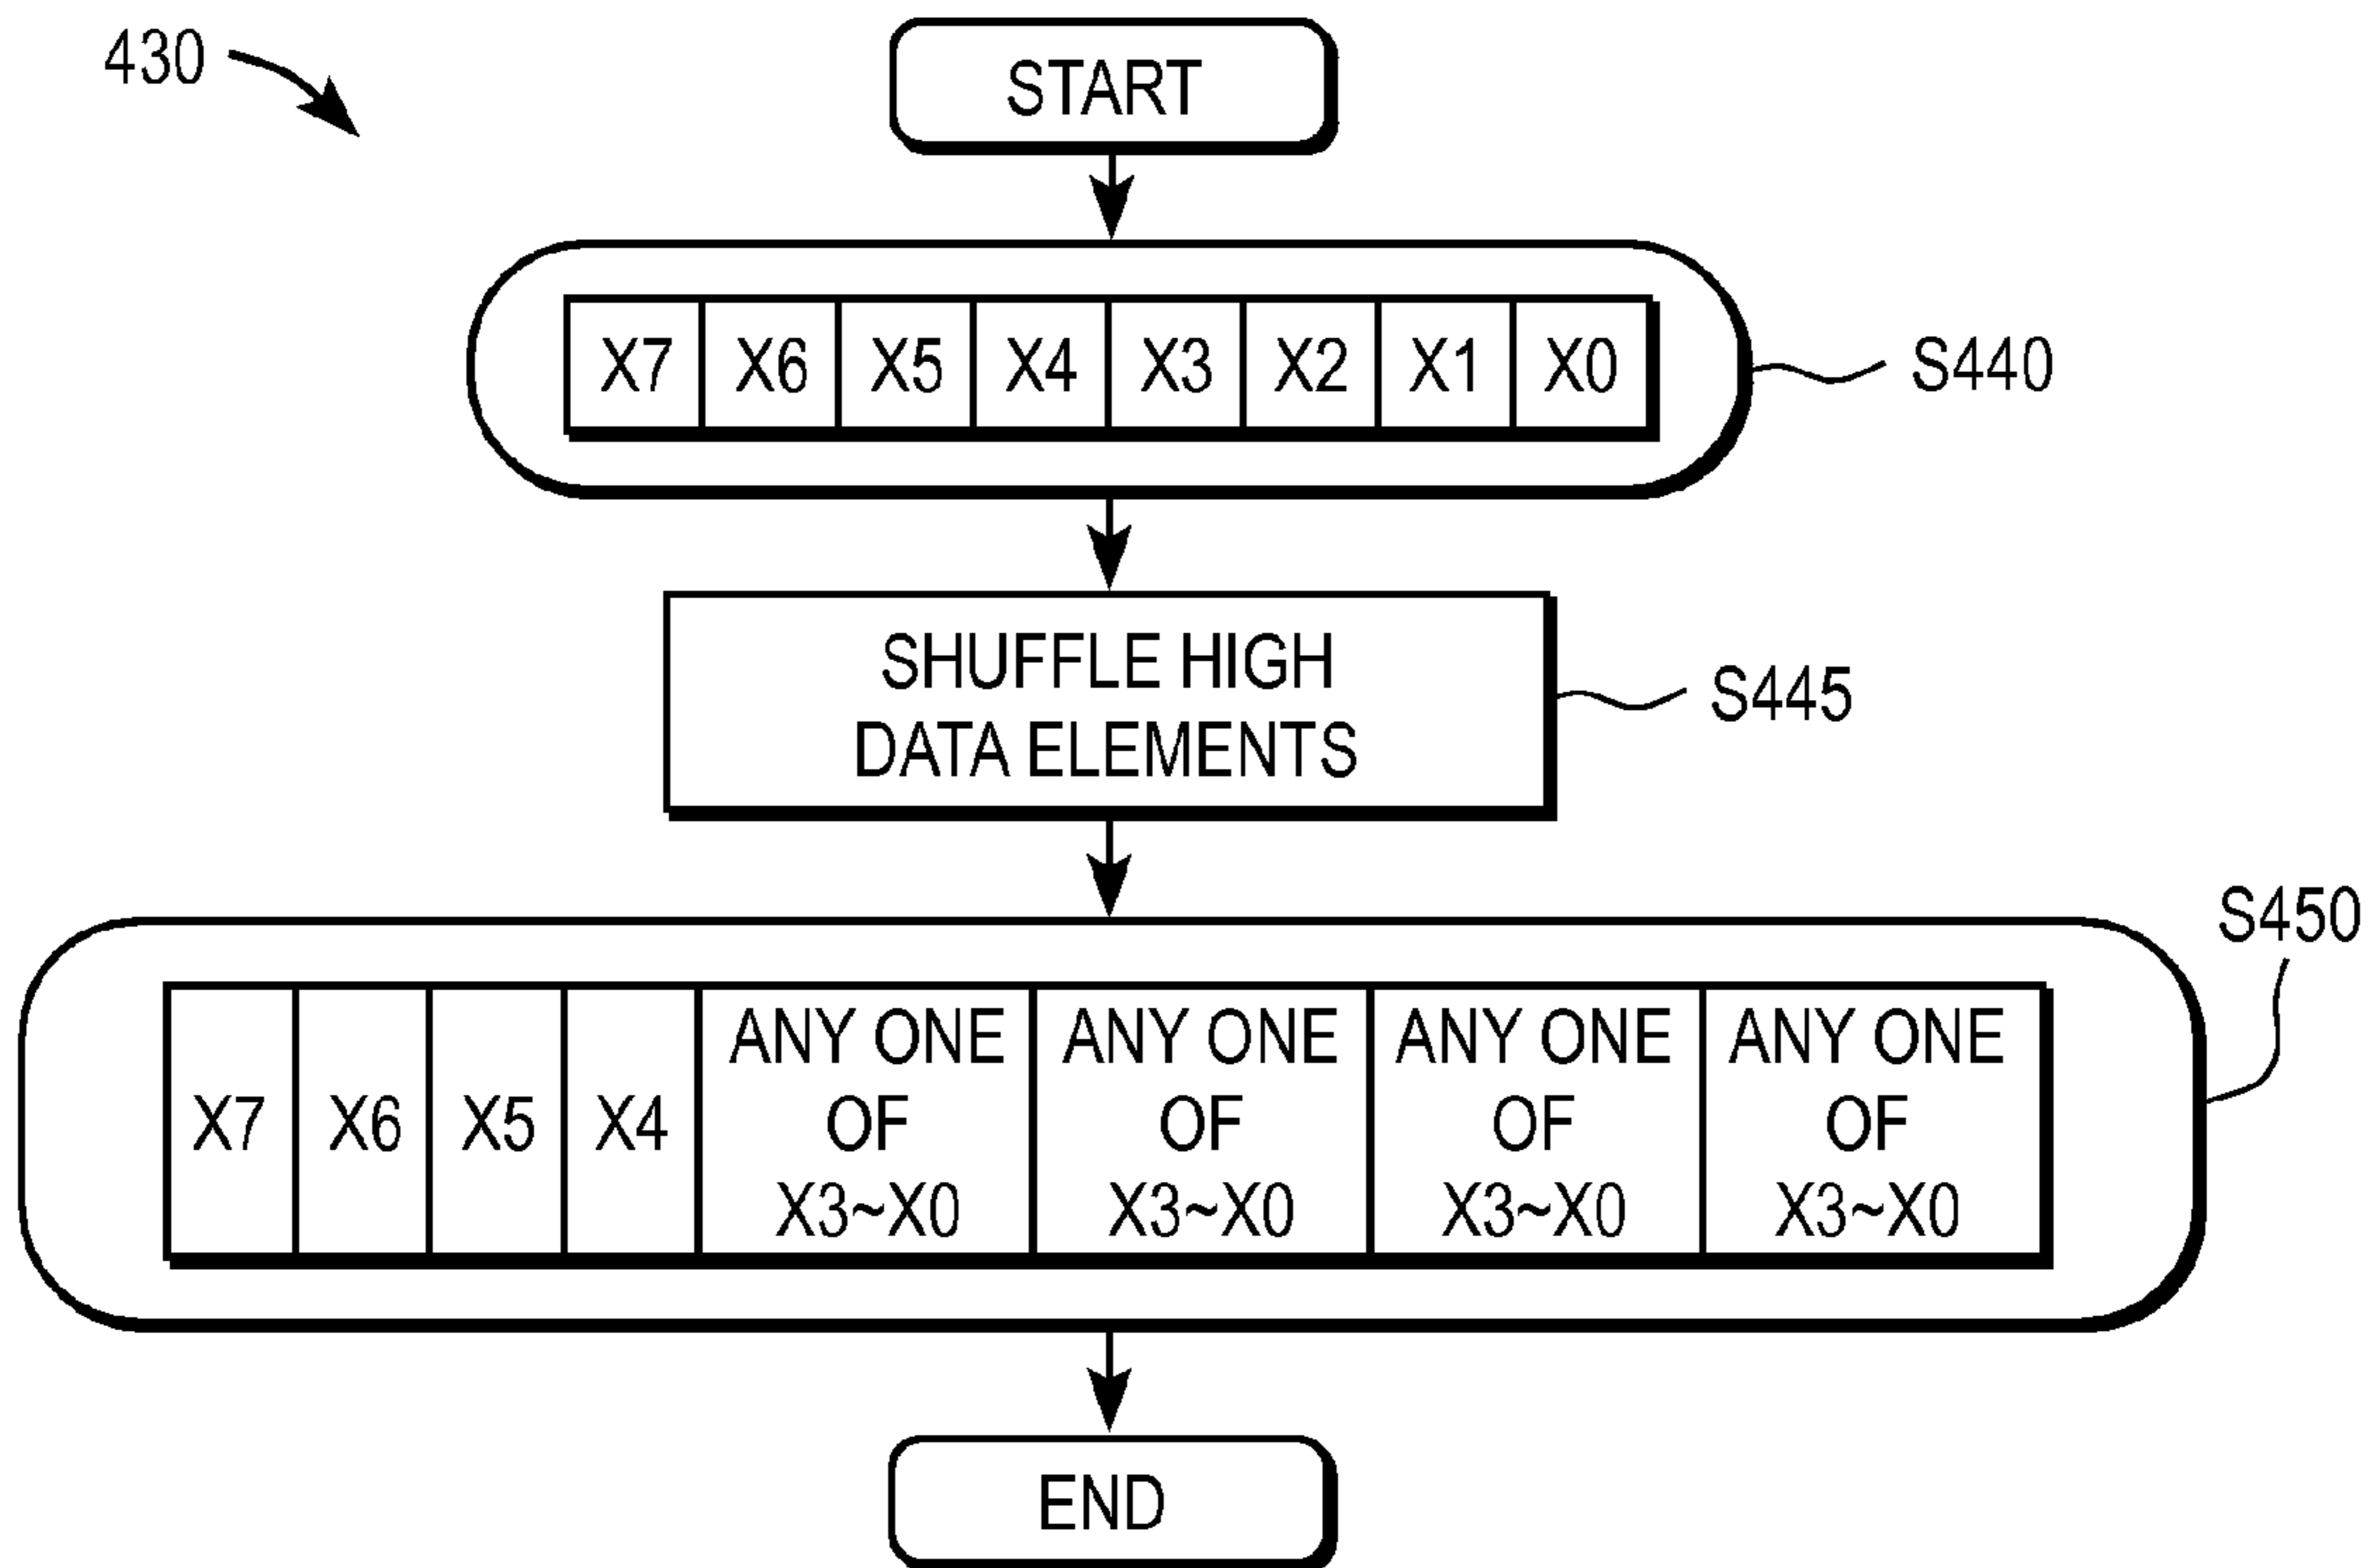 430
START
X7 X6 X5 X4 X3 X2 X1 X0
S440
SHUFFLE HIGH
DATA ELEMENTS
S445
S450
X7 X6 X5 X4
ANY ONE
OF
X3~X0
ANY ONE
OF
X3~X0
ANY ONE
OF
X3~X0
ANY ONE
OF
X3~X0
END